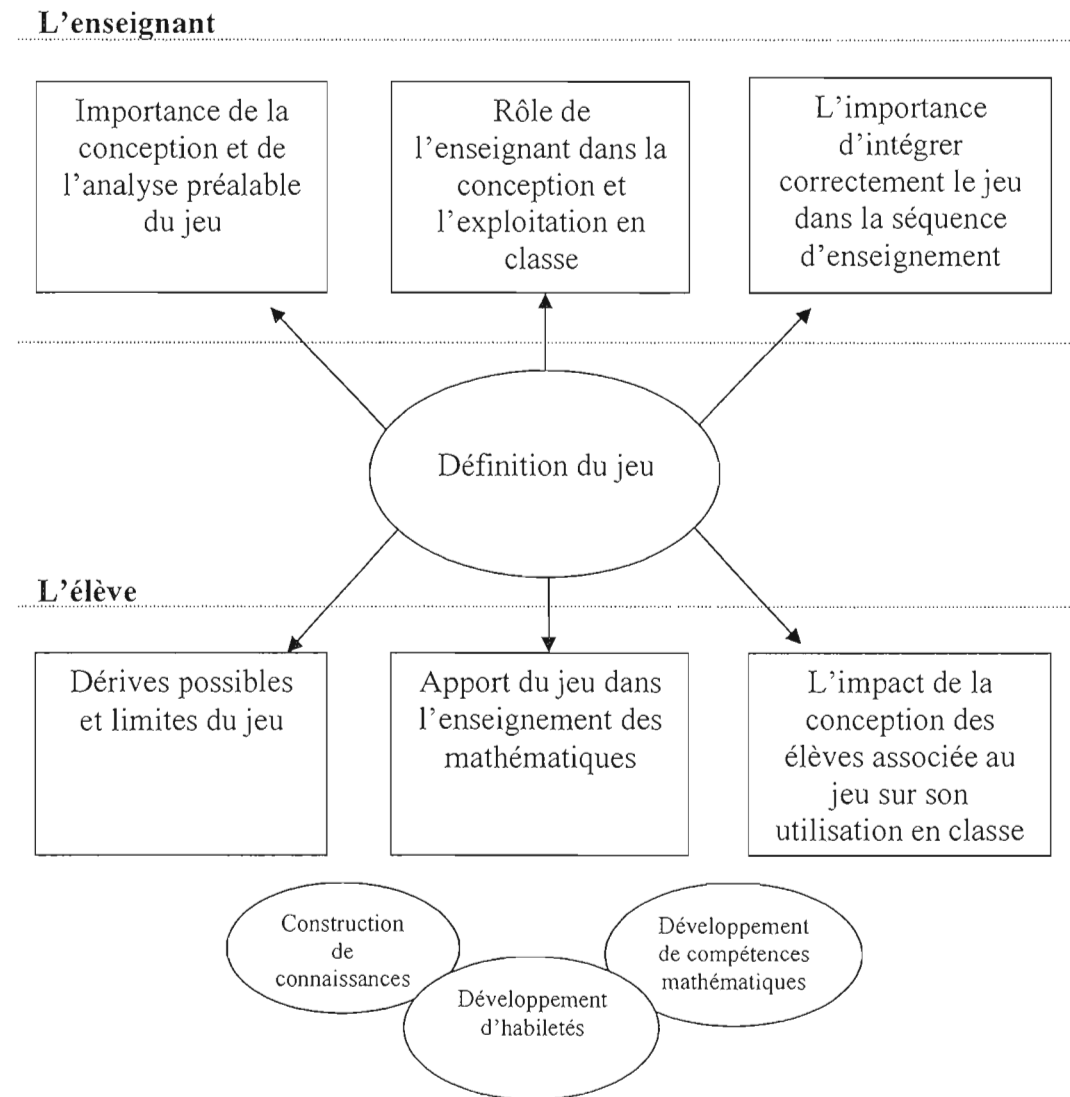 L'enseignant
Importance de la
conception et de
l'analyse préalable
du jeu
Rôle de
l'enseignant dans la
conception et
l'exploitation en
classe
L'importance
d'intégrer
correctement le jeu
dans la séquence
d'enseignement
Définition du jeu
L'élève
Dérives possibles
et limites du jeu
Apport du jeu dans
l'enseignement des
mathématiques
L'impact de la
conception des
élèves associée au
jeu sur son
utilisation en classe
Construction
de
connaissances
Développement
d'habiletés
Développement
de compétences
mathématiques